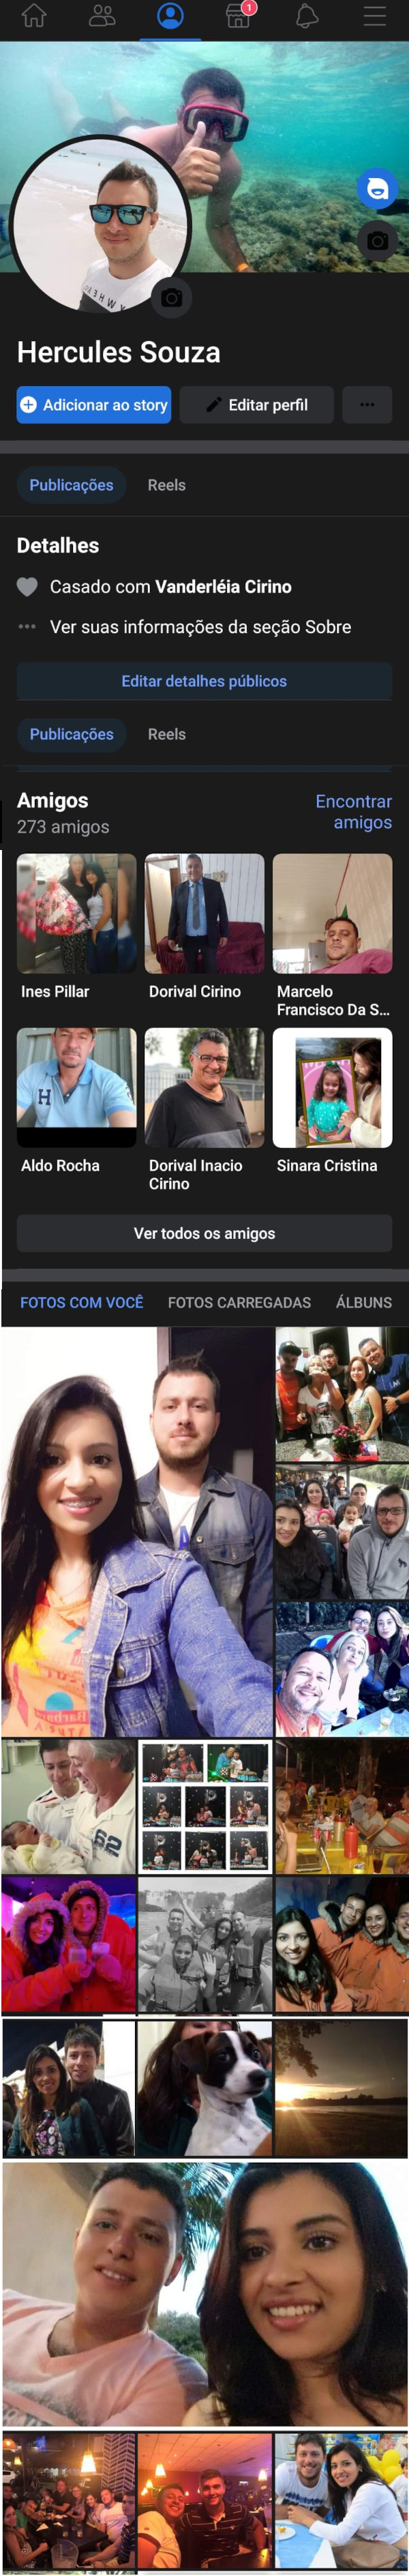 1
Hercules Souza
Adicionar ao story
Editar perfil
Publicações
Reels
Detalhes
Casado com Vanderléia Cirino
Ver suas informações da seção Sobre
Editar detalhes públicos
Publicações
Reels
Amigos
Encontrar
amigos
273 amigos
Ines Pillar
Dorival Cirino
Marcelo
Francisco Da S...
H
Aldo Rocha
Dorival Inacio
Cirino
Sinara Cristina
Ver todos os amigos
FOTOS COM VOCÊ
FOTOS CARREGADAS
ÁLBUNS
62